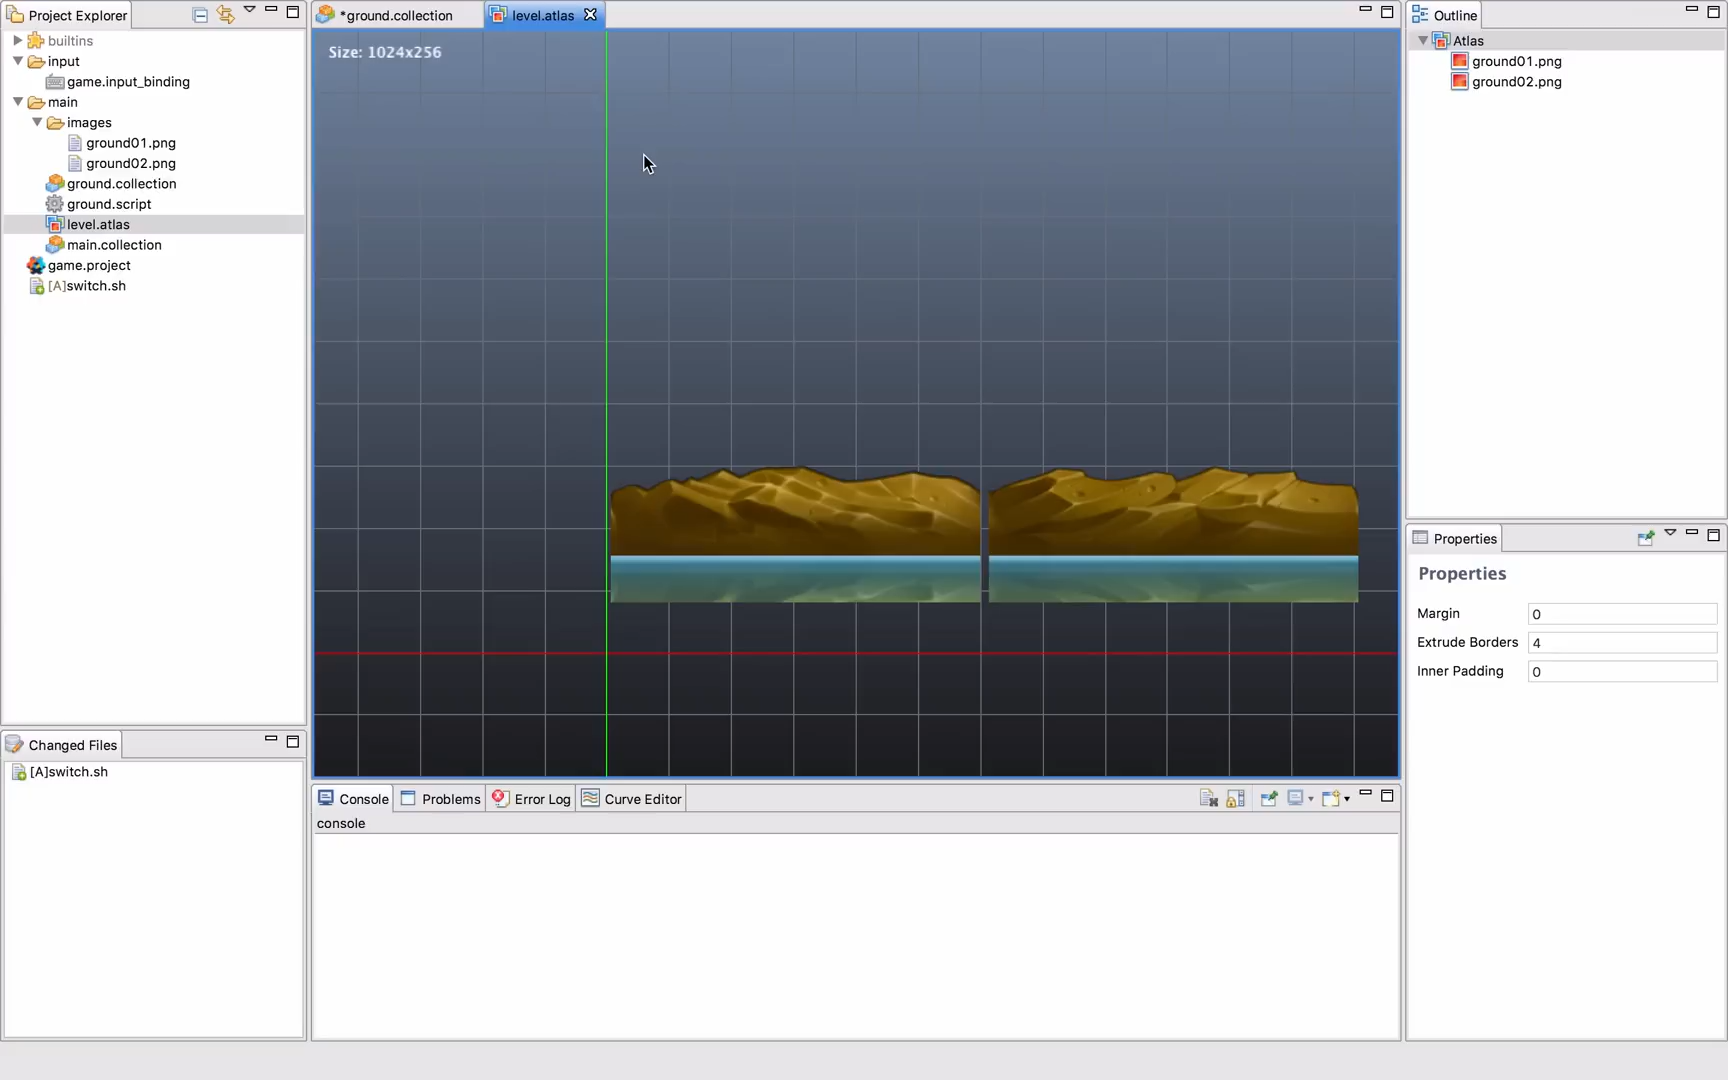 Project Explorer
builtins
input
game.input_binding
main
images
ground01.png
ground02.png
ground.collection
ground.script
level.atlas
main.collection
game.project
[A]switch.sh
Changed Files
[A]switch.sh
*ground.collection
level.atlas
Size: 1024x256
Console
Problems
Error Log
Curve Editor
console
Outline
Atlas
ground01.png
ground02.png
Properties
Properties
Margin 0
Extrude Borders 4
Inner Padding 0